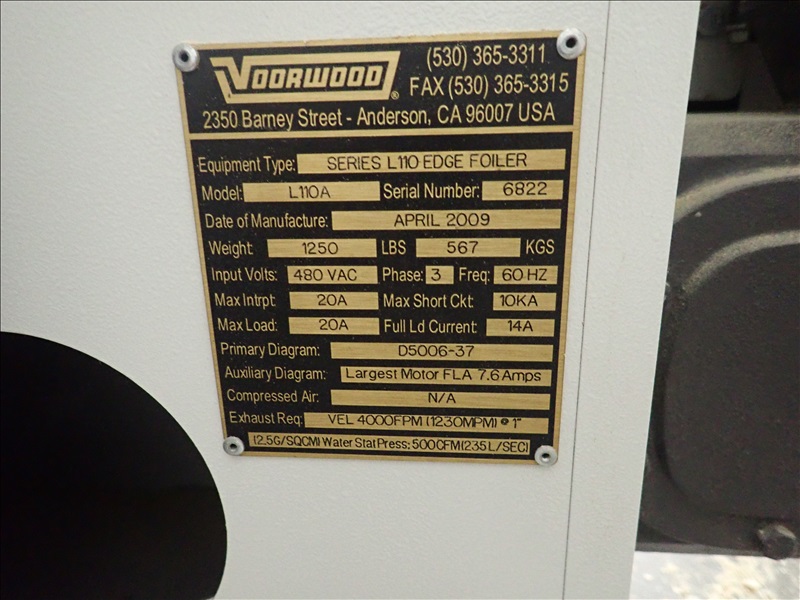 VOORWOOD®
(530) 365-3311
FAX (530) 365-3315
2350 Barney Street - Anderson, CA 96007 USA
Equipment Type: SERIES L110 EDGE FOILER
Model: L110A Serial Number: 6822
Date of Manufacture: APRIL 2009
Weight: 1250 LBS 567 KGS
Input Volts: 480 VAC Phase: 3 Freq: 60 HZ
Max Intrpt: 20A Max Short Ckt: 10KA
Max Load: 20A Full Ld Current: 14A
Primary Diagram: D5006-37
Auxiliary Diagram: Largest Motor FLA 7.6 Amps
Compressed Air: N/A
Exhaust Req: VEL 4000FPM (1230MPM) @ 1"
(2.5G/SQCM) Water Stat Press; 500CFM(235L/SEC)